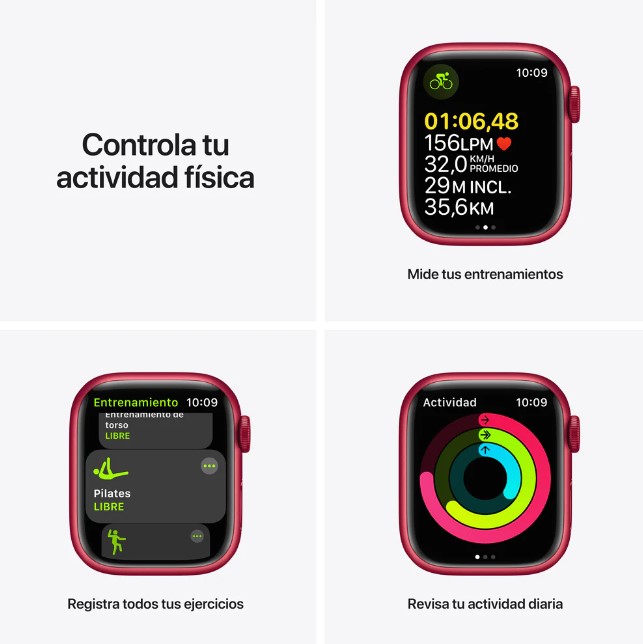 Controla tu
actividad física
10:09
01:06,48
156LPM
32,0 KM/H
PROMEDIO
29M INCL.
35,6KM
Mide tus entrenamientos
Entrenamiento 10:09
Entrenamiento de
torso
LIBRE
Pilates
LIBRE
Registra todos tus ejercicios
Actividad 10:09
Revisa tu actividad diaria